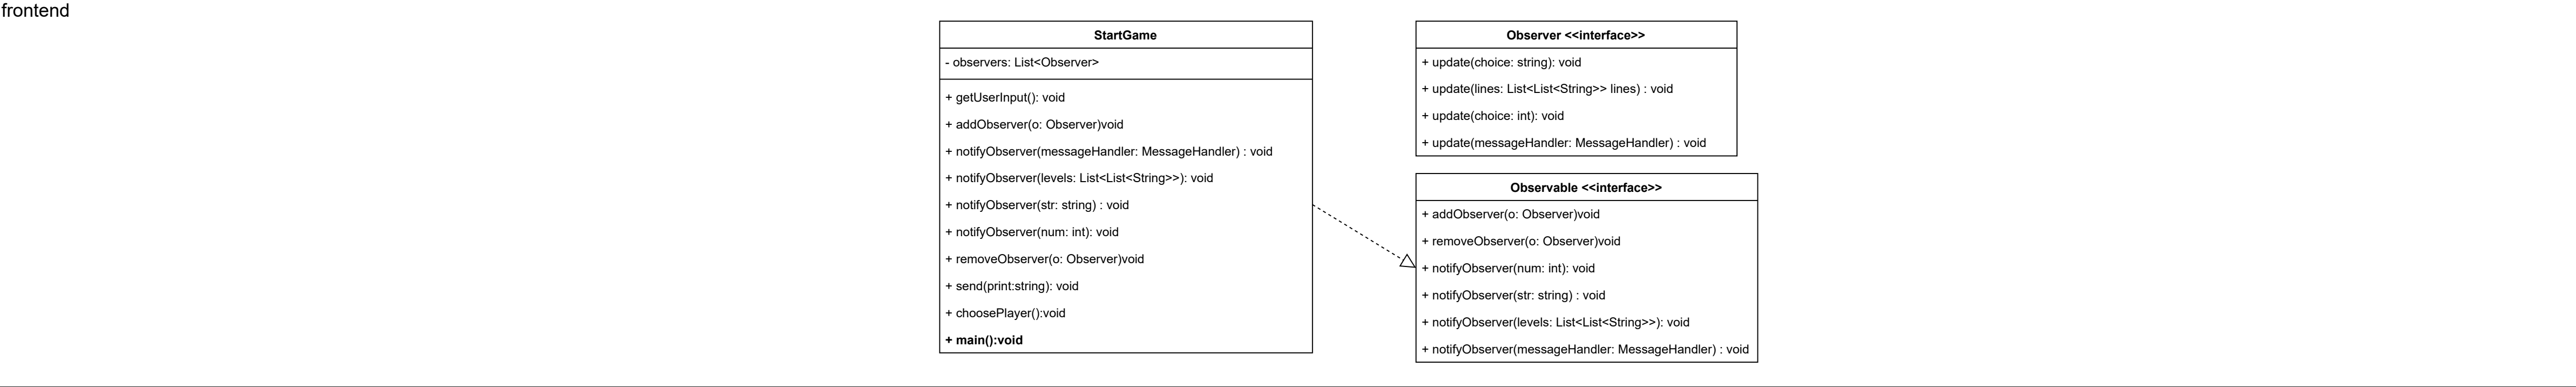 frontend
StartGame
- observers: List<Observer>
+ getUserInput(): void
+ addObserver(o: Observer)void
+ notifyObserver(messageHandler: MessageHandler) : void
+ notifyObserver(levels: List<List<String>>): void
+ notifyObserver(str: string) : void
+ notifyObserver(num: int): void
+ removeObserver(o: Observer)void
+ send(print:string): void
+ choosePlayer():void
+ main():void
Observer <<interface>>
+ update(choice: string): void
+ update(lines: List<List<String>> lines) : void
+ update(choice: int): void
+ update(messageHandler: MessageHandler) : void
Observable <<interface>>
+ addObserver(o: Observer)void
+ removeObserver(o: Observer)void
+ notifyObserver(num: int): void
+ notifyObserver(str: string) : void
+ notifyObserver(levels: List<List<String>>): void
+ notifyObserver(messageHandler: MessageHandler) : void